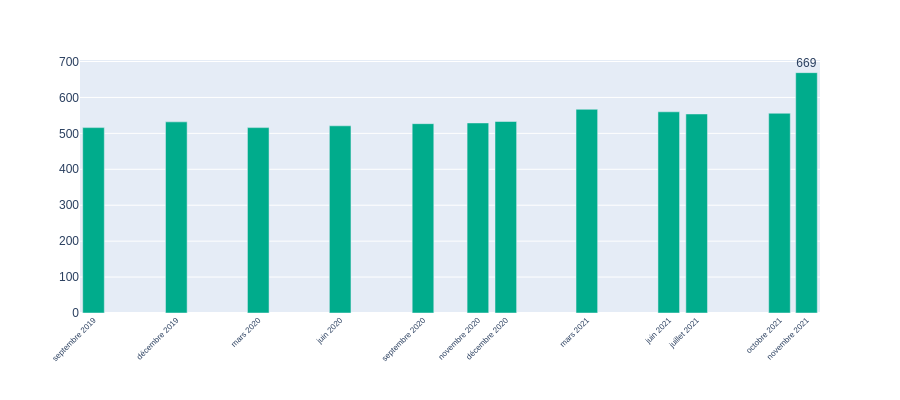 700
600
500
400
300
200
100
0
669
septembre 2019
décembre 2019
mars 2020
juin 2020
septembre 2020
novembre 2020
décembre 2020
mars 2021
juin 2021
juillet 2021
octobre 2021
novembre 2021